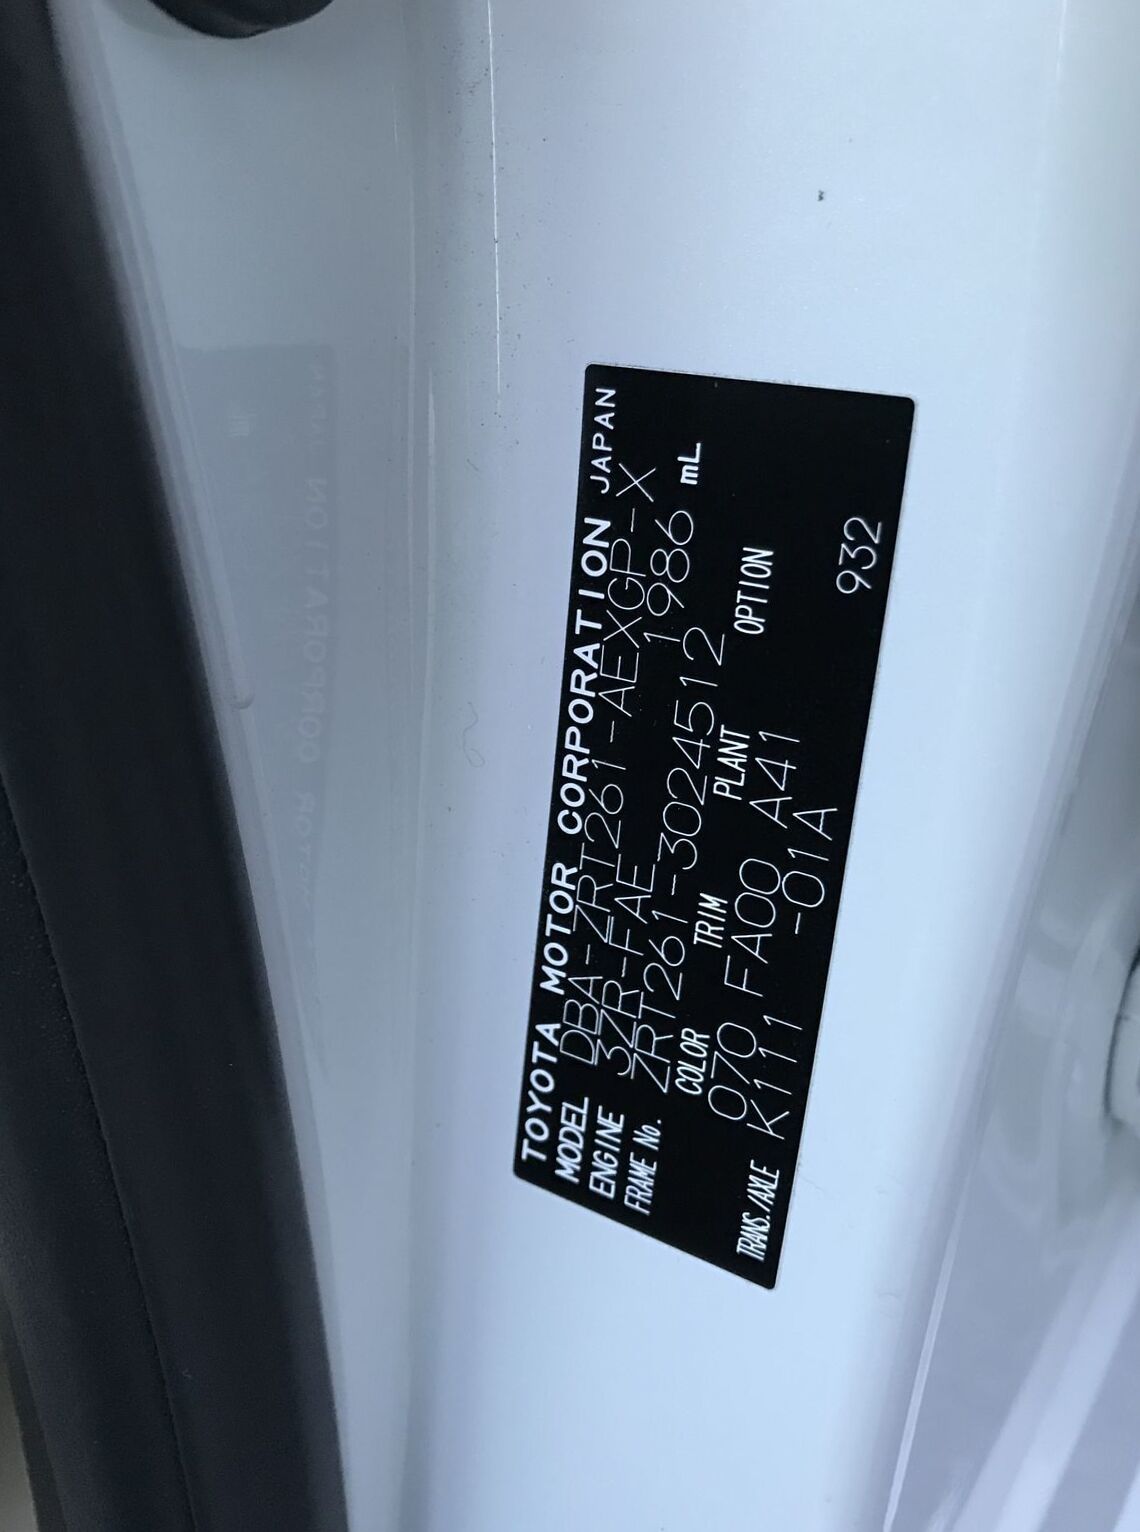 TOYOTA MOTOR CORPORATION JAPAN
MODEL DBA-ZRT261-AEXGP-X
ENGINE 3ZR-FAE 1986 mL
FRAME No. ZRT261-3024512
COLOR TRIM PLANT OPTION
070 FA00 A41
TRANS./AXLE K111 -01A 932